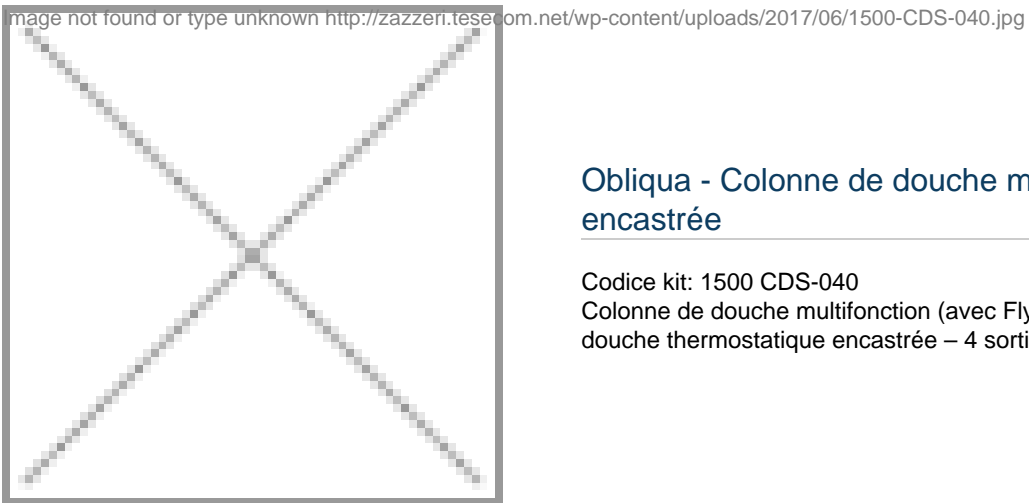 Image not found or type unknown http://zazzeri.tesecom.net/wp-content/uploads/2017/06/1500-CDS-040.jpg
Obliqua - Colonne de douche
encastrée
Codice kit: 1500 CDS-040
Colonne de douche multifonction (avec
douche thermostatique encastrée – 4